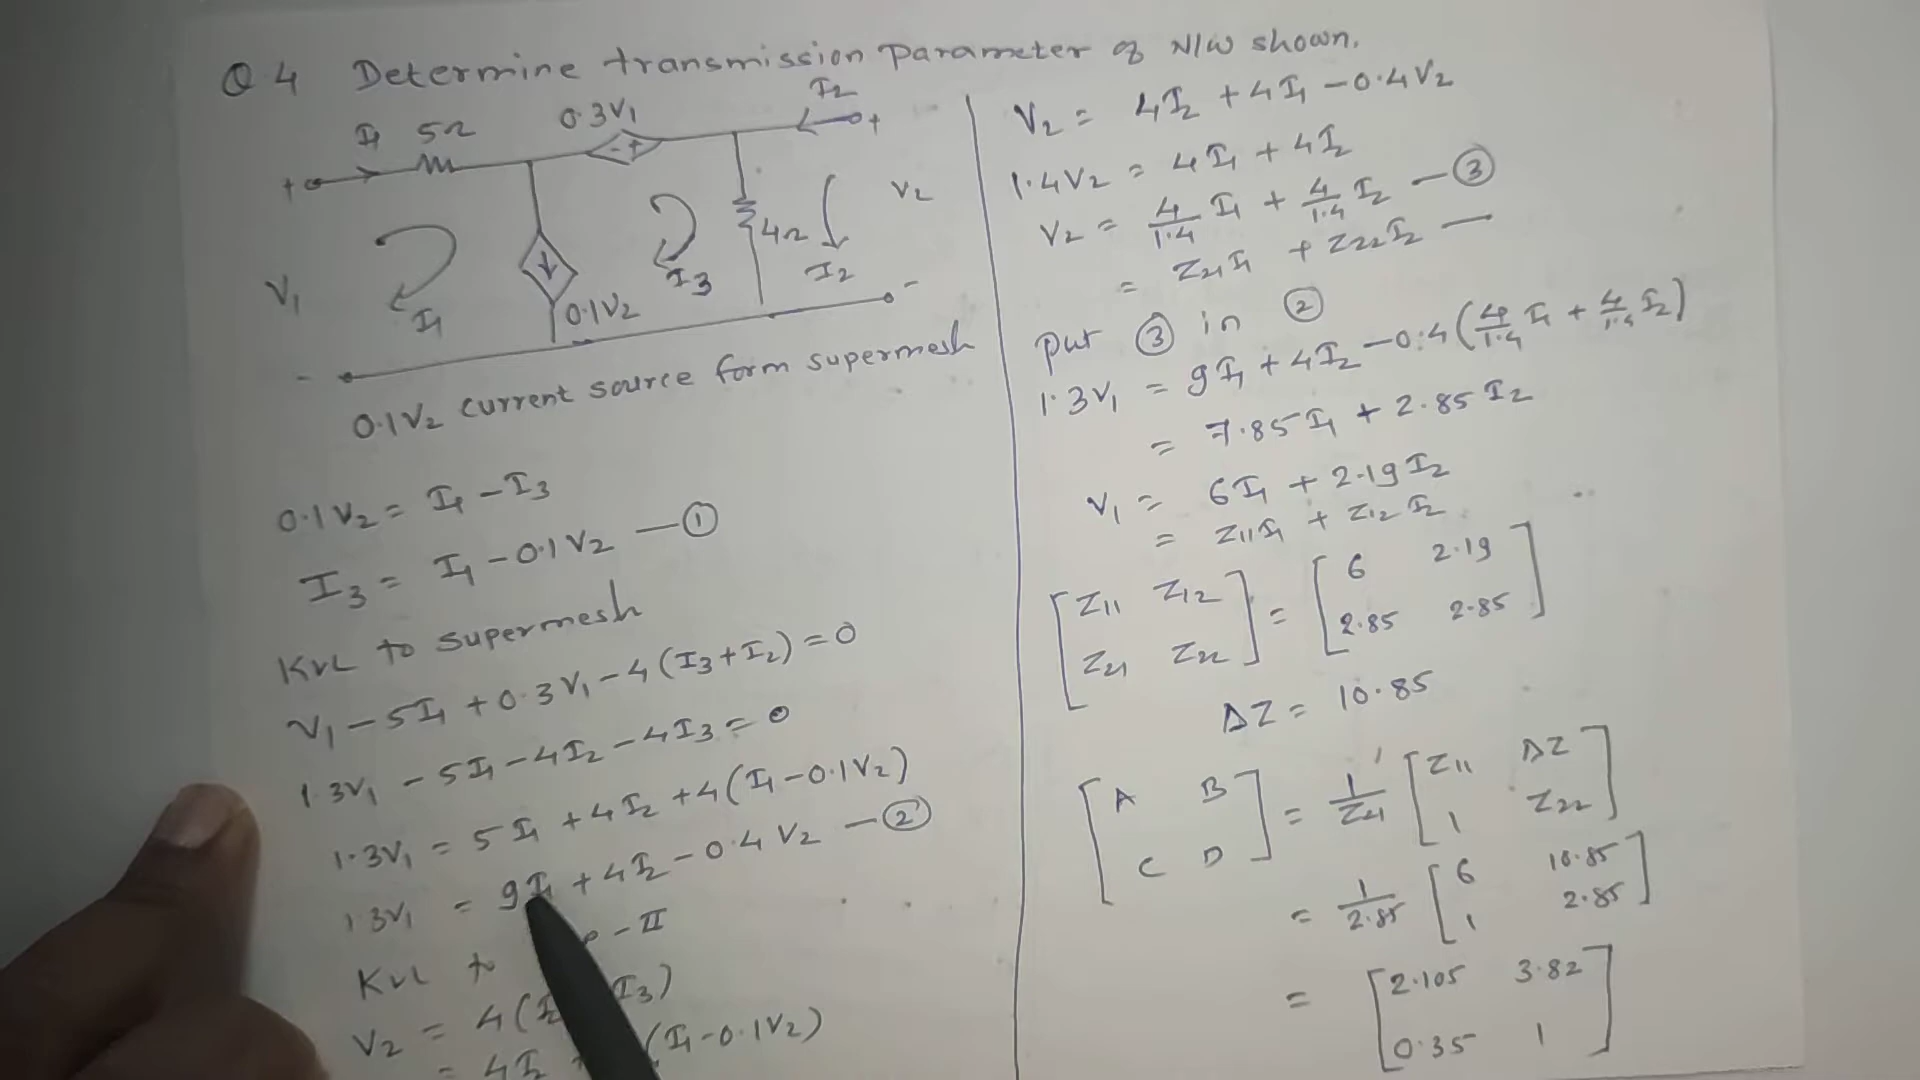 Q.4 Determine transmission parameter of N/W shown.
I1 5Ω 0.3V1 I2
+ - + +
V1 I1 0.1V2 I3 4Ω I2 V2
- -
0.1V2 current source form supermesh
0.1V2 = I1 - I3
I3 = I1 - 0.1V2 — ①
KVL to supermesh
V1 - 5I1 + 0.3V1 - 4(I3+I2) = 0
1.3V1 - 5I1 - 4I2 - 4I3 = 0
1.3V1 = 5I1 + 4I2 + 4(I1 - 0.1V2)
1.3V1 = 9I1 + 4I2 - 0.4V2 — ②
KVL to - II
V2 = 4( I3)
= 4I2 (I1 - 0.1V2)
V2 = 4I2 + 4I1 - 0.4V2
1.4V2 = 4I1 + 4I2
V2 = 4/1.4 I1 + 4/1.4 I2 — ③
= Z21I1 + Z22I2 —
put ③ in ②
1.3V1 = 9I1 + 4I2 - 0.4(4/1.4 I1 + 4/1.4 I2)
= 7.85I1 + 2.85I2
V1 = 6I1 + 2.19I2
= Z11I1 + Z12I2
[Z11 Z12] = [6 2.19]
[Z21 Z22] [2.85 2.85]
ΔZ = 10.85
[A B] = 1/Z21 [Z11 ΔZ]
[C D] [1 Z22]
= 1/2.85 [6 10.85]
[1 2.85]
= [2.105 3.82]
[0.35 1]